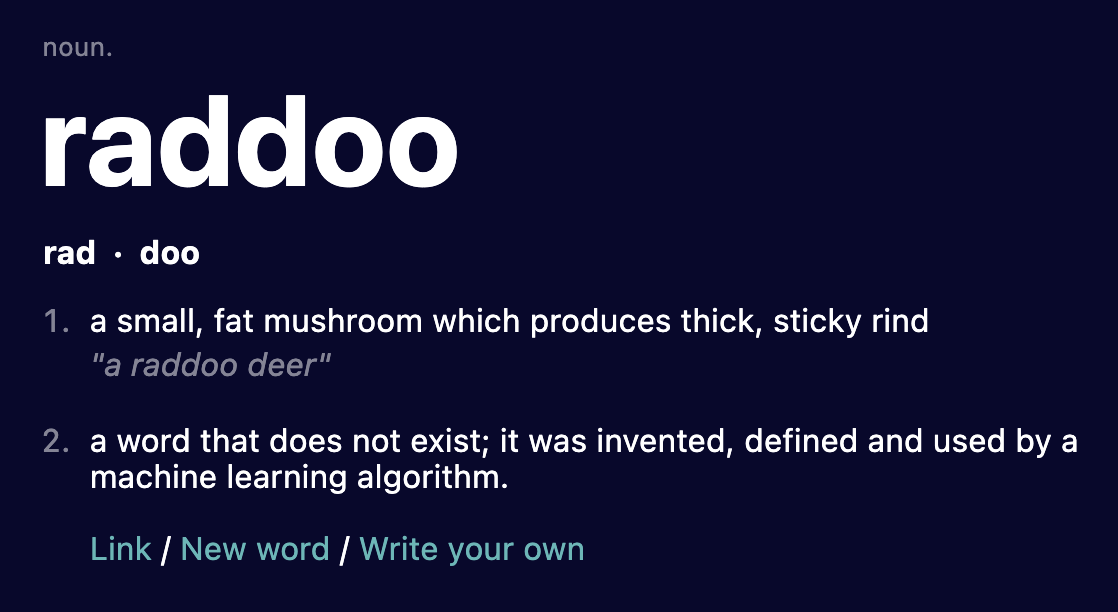 noun.
raddoo
rad · doo
1. a small, fat mushroom which produces thick, sticky rind
"a raddoo deer"
2. a word that does not exist; it was invented, defined and used by a
machine learning algorithm.
Link / New word / Write your own